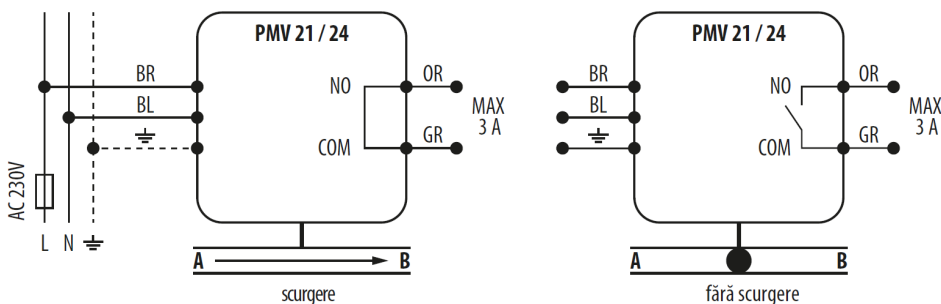 PMV 21 / 24
BR
BL
NO
COM
OR
GR
MAX
3 A
AC 230V
L N
A B
scurgere
PMV 21 / 24
BR
BL
NO
COM
OR
GR
MAX
3 A
A B
fără scurgere